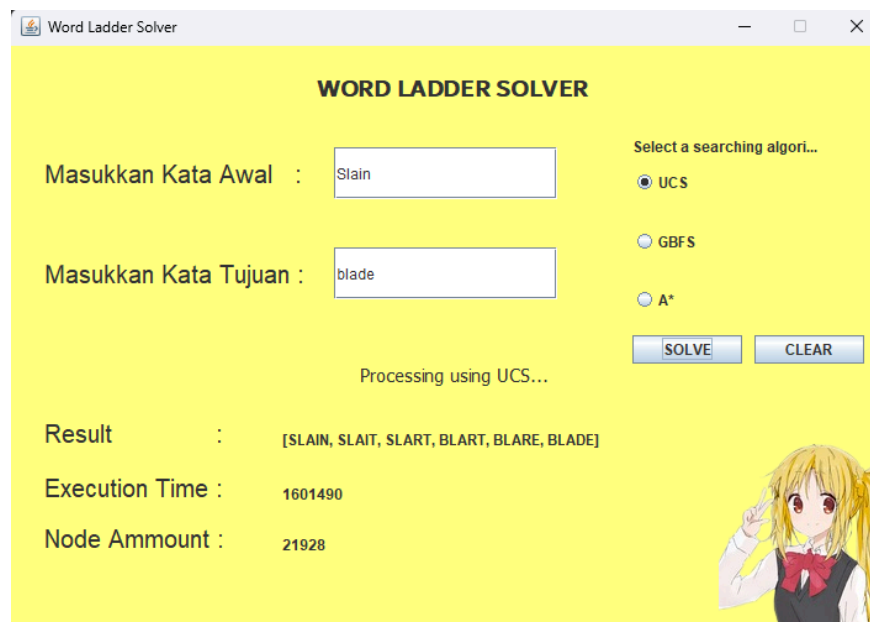 Word Ladder Solver
WORD LADDER SOLVER
Masukkan Kata Awal :
Slain
Masukkan Kata Tujuan :
blade
Select a searching algori...
UCS
GBFS
A*
SOLVE
CLEAR
Processing using UCS...
Result : [SLAIN, SLAIT, SLART, BLART, BLARE, BLADE]
Execution Time : 1601490
Node Ammount : 21928